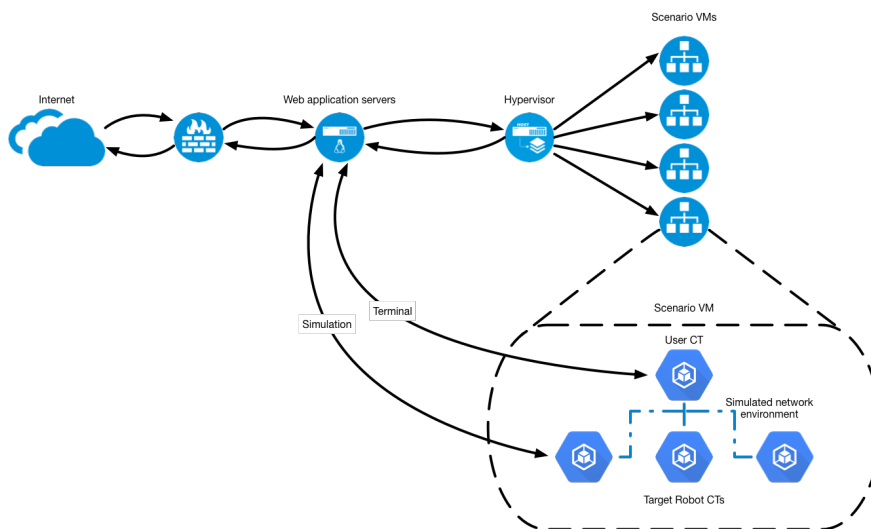 Scenario VMs
Internet
Web application servers
Hypervisor
HOST
Simulation
Terminal
Scenario VM
User CT
Simulated network
environment
Target Robot CTs